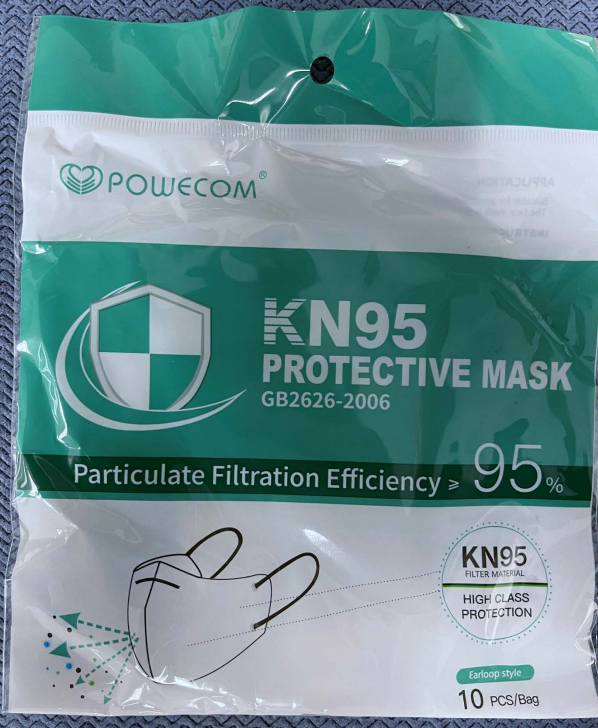 POWECOM®
KN95
PROTECTIVE MASK
GB2626-2006
Particulate Filtration Efficiency ≥ 95%
KN95
FILTER MATERIAL
HIGH CLASS
PROTECTION
Earloop style
10 PCS/Bag